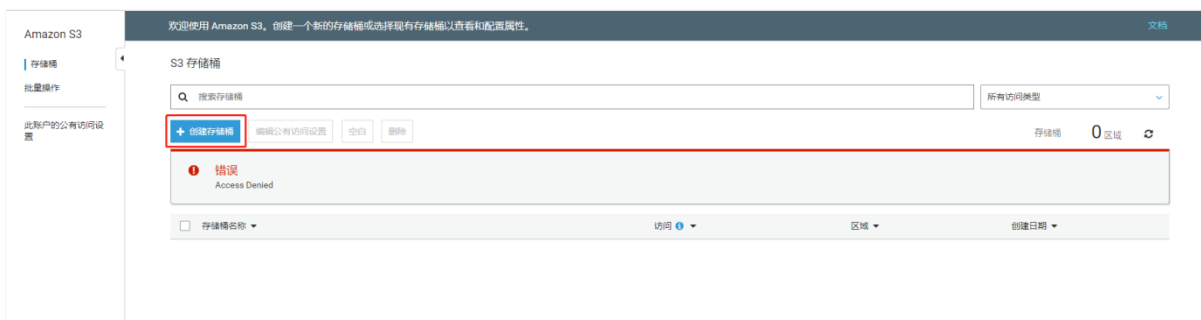 Amazon S3
欢迎使用 Amazon S3。创建一个新的存储桶或选择现有存储桶以查看和配置属性。
文档
存储桶
批量操作
此账户的公有访问设
置
S3 存储桶
搜索存储桶
所有访问类型
创建存储桶
编辑公有访问设置
空白
删除
存储桶
0 区域
错误
Access Denied
存储桶名称
访问
区域
创建日期